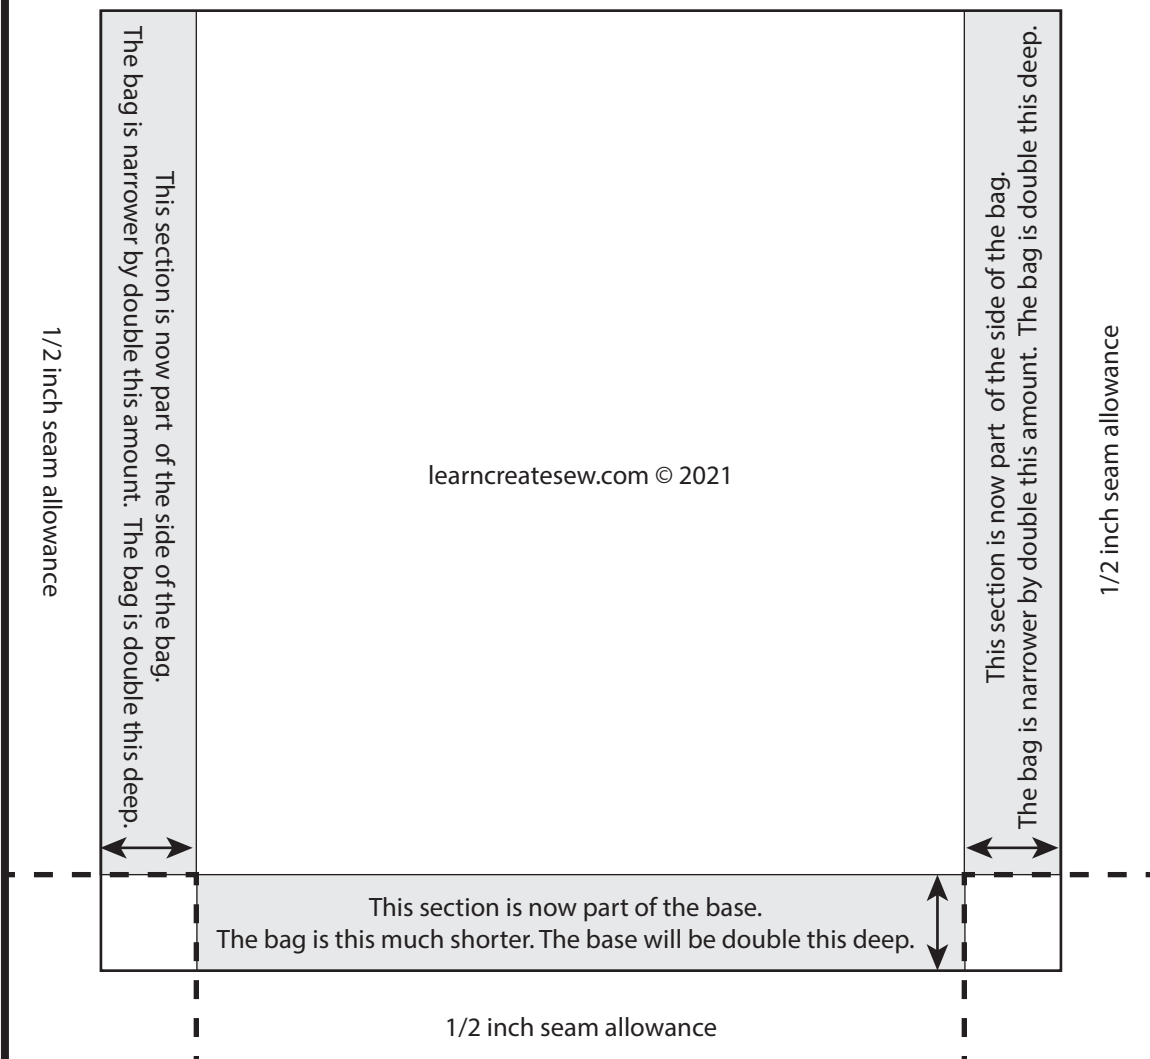 This section is now part  of the side of the bag.
The bag is narrower by double this amount.  The bag is double this deep.
1/2 inch seam allowance
learncreatesew.com © 2021
This section is now part  of the side of the bag.
The bag is narrower by double this amount.  The bag is double this deep.
1/2 inch seam allowance
This section is now part of the base.
The bag is this much shorter. The base will be double this deep.
1/2 inch seam allowance